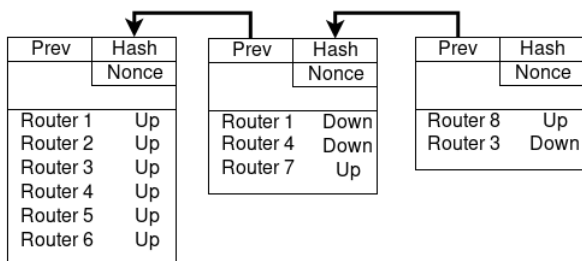 Prev Hash
Nonce
Router 1 Up
Router 2 Up
Router 3 Up
Router 4 Up
Router 5 Up
Router 6 Up
Prev Hash
Nonce
Router 1 Down
Router 4 Down
Router 7 Up
Prev Hash
Nonce
Router 8 Up
Router 3 Down